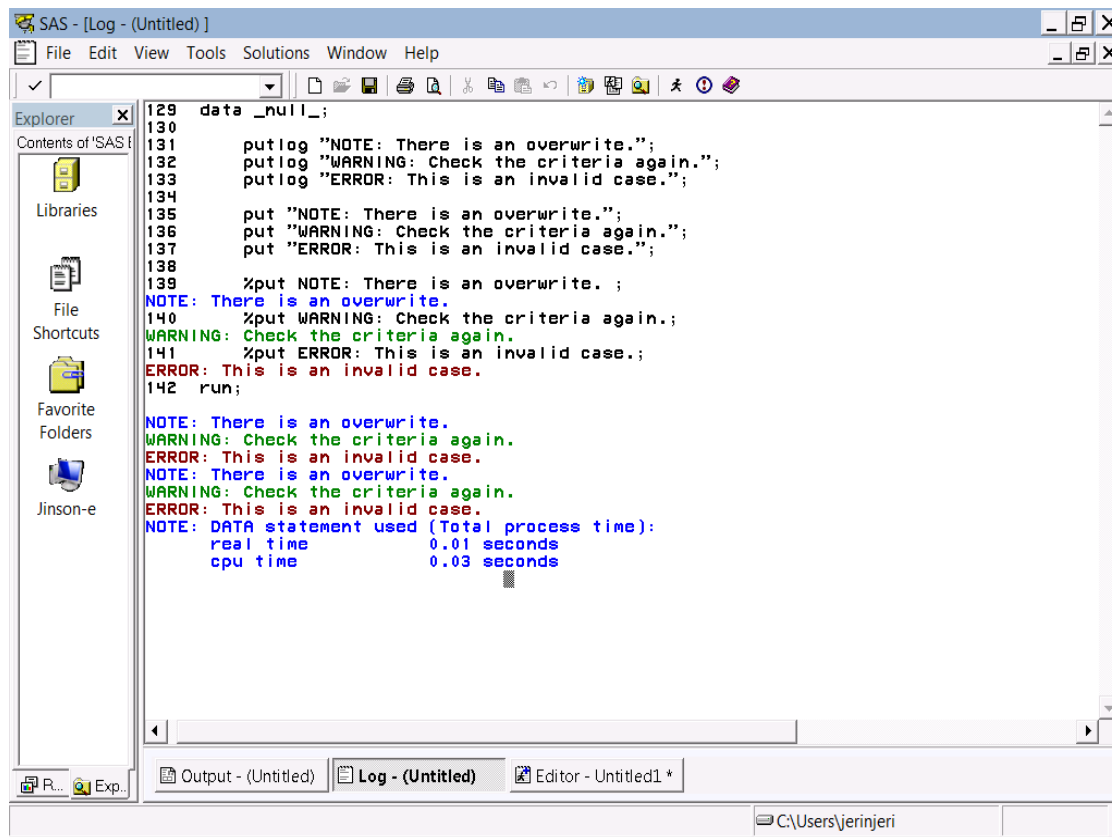 SAS - [Log - (Untitled) ]
File Edit View Tools Solutions Window Help
Explorer
Contents of 'SAS E
Libraries
File
Shortcuts
Favorite
Folders
Jinson-e
129 data _null_;
130
131 putlog "NOTE: There is an overwrite.";
132 putlog "WARNING: Check the criteria again.";
133 putlog "ERROR: This is an invalid case.";
134
135 put "NOTE: There is an overwrite.";
136 put "WARNING: Check the criteria again.";
137 put "ERROR: This is an invalid case.";
138
139 %put NOTE: There is an overwrite. ;
NOTE: There is an overwrite.
140 %put WARNING: Check the criteria again.;
WARNING: Check the criteria again.
141 %put ERROR: This is an invalid case.;
ERROR: This is an invalid case.
142 run;
NOTE: There is an overwrite.
WARNING: Check the criteria again.
ERROR: This is an invalid case.
NOTE: There is an overwrite.
WARNING: Check the criteria again.
ERROR: This is an invalid case.
NOTE: DATA statement used (Total process time):
real time 0.01 seconds
cpu time 0.03 seconds
R... Exp..
Output - (Untitled) Log - (Untitled) Editor - Untitled1 *
C:\Users\jerinjeri